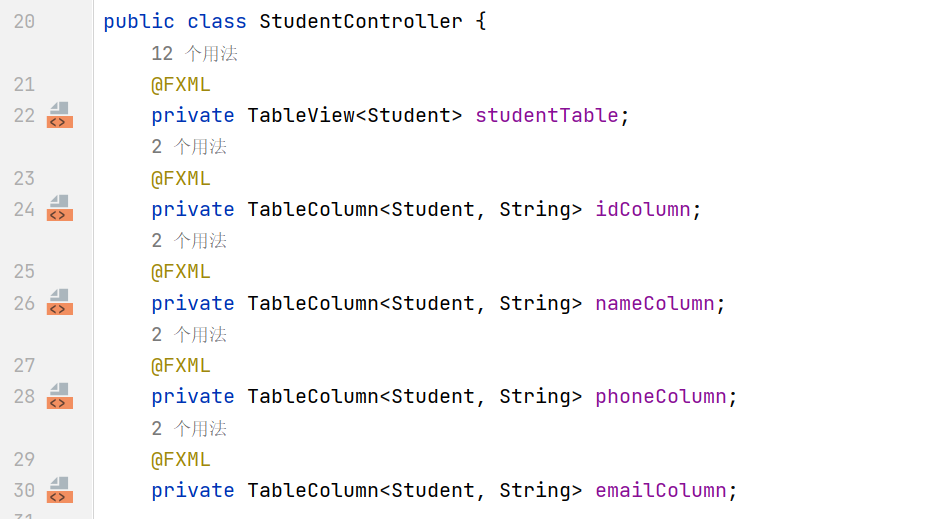 20 public class StudentController {
12 个用法
21 @FXML
22 <> private TableView<Student> studentTable;
2 个用法
23 @FXML
24 <> private TableColumn<Student, String> idColumn;
2 个用法
25 @FXML
26 <> private TableColumn<Student, String> nameColumn;
2 个用法
27 @FXML
28 <> private TableColumn<Student, String> phoneColumn;
2 个用法
29 @FXML
30 <> private TableColumn<Student, String> emailColumn;